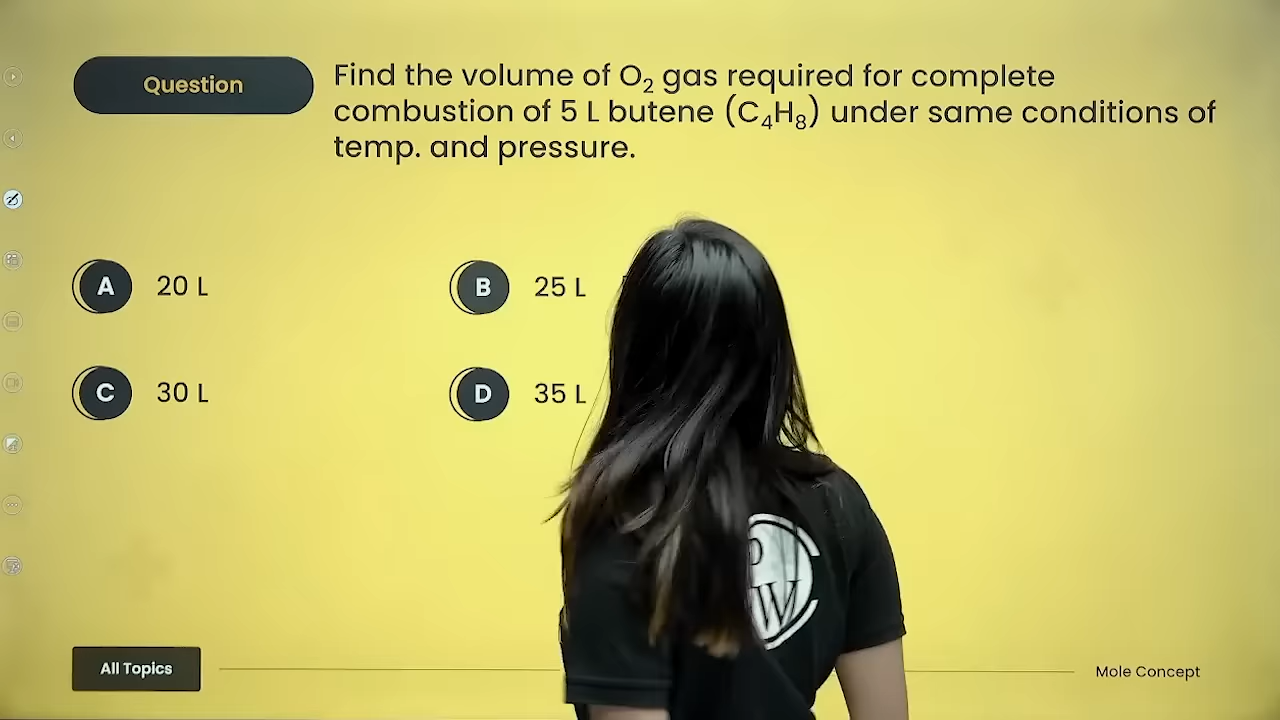 Question
Find the volume of O₂ gas required for complete
combustion of 5 L butene (C₄H₈) under same conditions of
temp. and pressure.
A 20 L
B 25 L
C 30 L
D 35 L
W
All Topics
Mole Concept